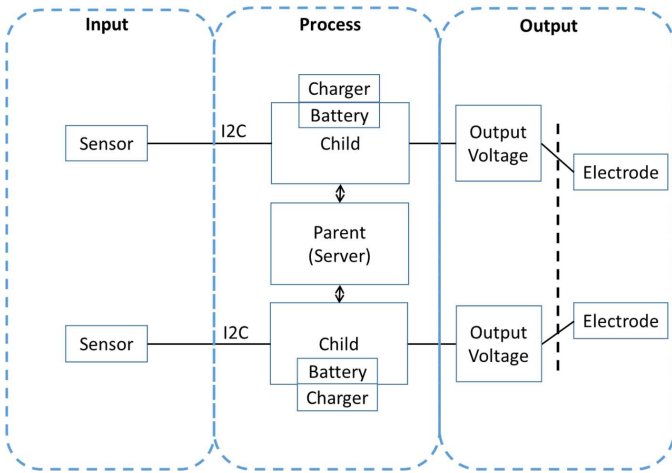 Input
Process
Output
Charger
Battery
Child
Sensor
I2C
Output
Voltage
Electrode
Parent
(Server)
Sensor
I2C
Child
Battery
Charger
Output
Voltage
Electrode